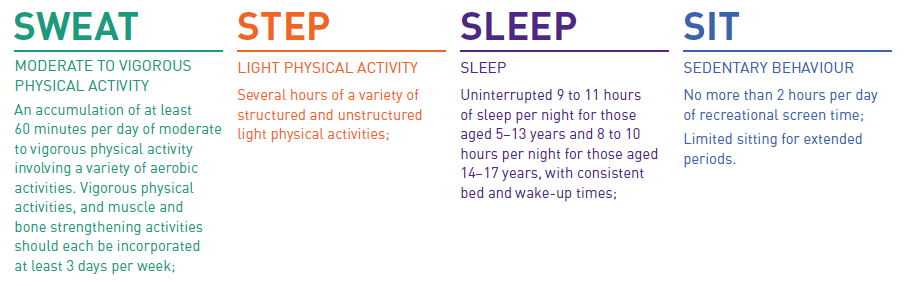 SWEAT
MODERATE TO VIGOROUS
PHYSICAL ACTIVITY
An accumulation of at least
60 minutes per day of moderate
to vigorous physical activity
involving a variety of aerobic
activities. Vigorous physical
activities, and muscle and
bone strengthening activities
should each be incorporated
at least 3 days per week;
STEP
LIGHT PHYSICAL ACTIVITY
Several hours of a variety of
structured and unstructured
light physical activities;
SLEEP
SLEEP
Uninterrupted 9 to 11 hours
of sleep per night for those
aged 5–13 years and 8 to 10
hours per night for those aged
14–17 years, with consistent
bed and wake-up times;
SIT
SEDENTARY BEHAVIOUR
No more than 2 hours per day
of recreational screen time;
Limited sitting for extended
periods.